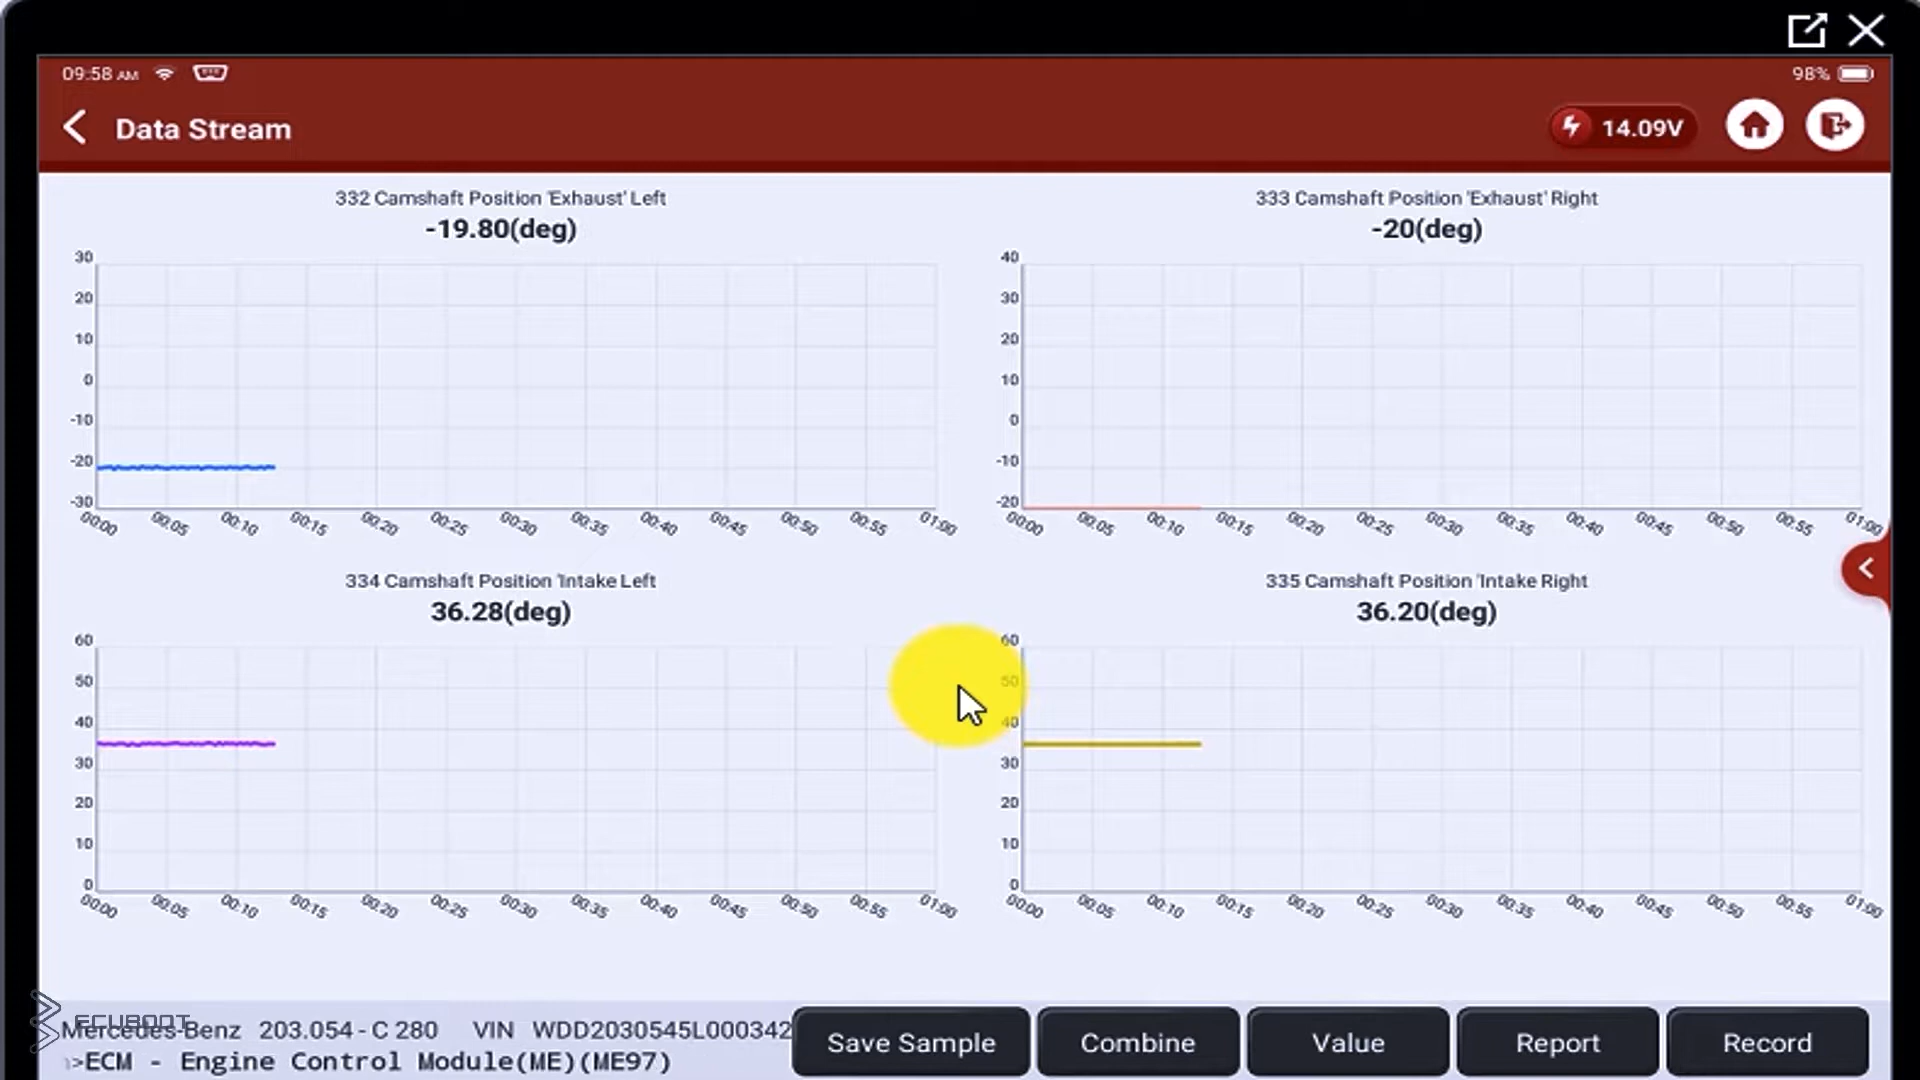 09:58 AM
98%
Data Stream
14.09V
332 Camshaft Position 'Exhaust' Left
-19.80(deg)
30
20
10
0
-10
-20
-30
00:00 00:05 00:10 00:15 00:20 00:25 00:30 00:35 00:40 00:45 00:50 00:55 01:00
333 Camshaft Position 'Exhaust' Right
-20(deg)
40
30
20
10
0
-10
-20
00:00 00:05 00:10 00:15 00:20 00:25 00:30 00:35 00:40 00:45 00:50 00:55 01:00
334 Camshaft Position 'Intake Left
36.28(deg)
60
50
40
30
20
10
0
00:00 00:05 00:10 00:15 00:20 00:25 00:30 00:35 00:40 00:45 00:50 00:55 01:00
335 Camshaft Position 'Intake Right
36.20(deg)
60
50
40
30
20
10
0
00:00 00:05 00:10 00:15 00:20 00:25 00:30 00:35 00:40 00:45 00:50 00:55 01:00
ECUBOOT
Mercedes-Benz 203.054 - C 280 VIN WDD2030545L000342
>ECM - Engine Control Module(ME)(ME97)
Save Sample
Combine
Value
Report
Record